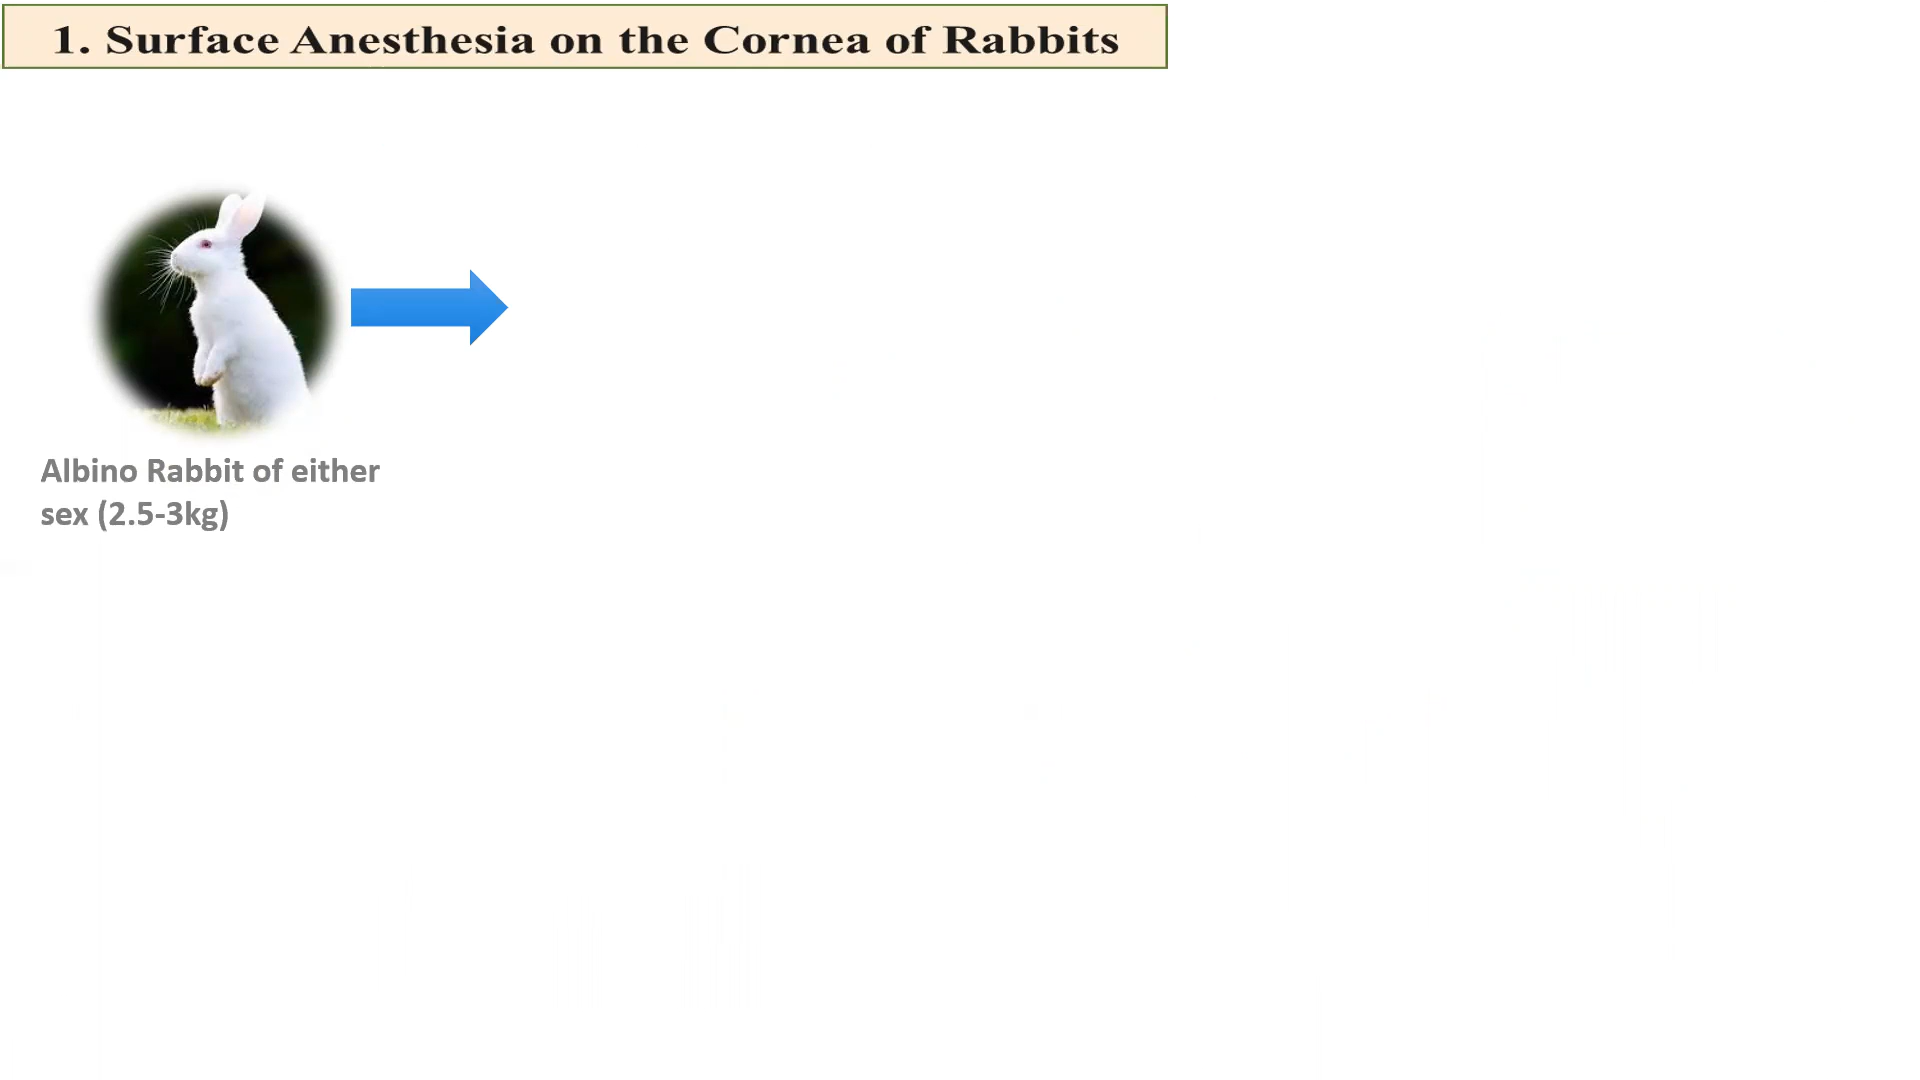 1. Surface Anesthesia on the Cornea of Rabbits
Albino Rabbit of either
sex (2.5-3kg)